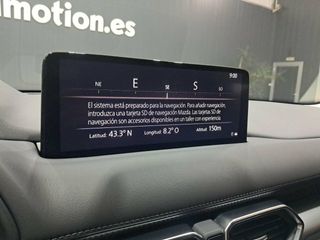 motion.es
9:00
NE E SE S SO
El sistema está preparado para la navegación. Para añadir navegación,
introduzca una tarjeta SD de navegación Mazda. Las tarjetas SD de
navegación son accesorios disponibles en un taller con experiencia.
Latitud: 43.3°N Longitud: 8.2°O Altitud: 150m